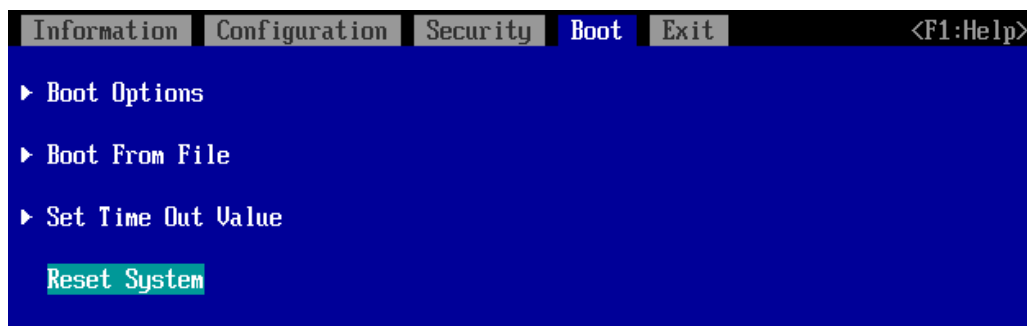 Information Configuration Security Boot Exit <F1:Help>
Boot Options
Boot From File
Set Time Out Value
Reset System